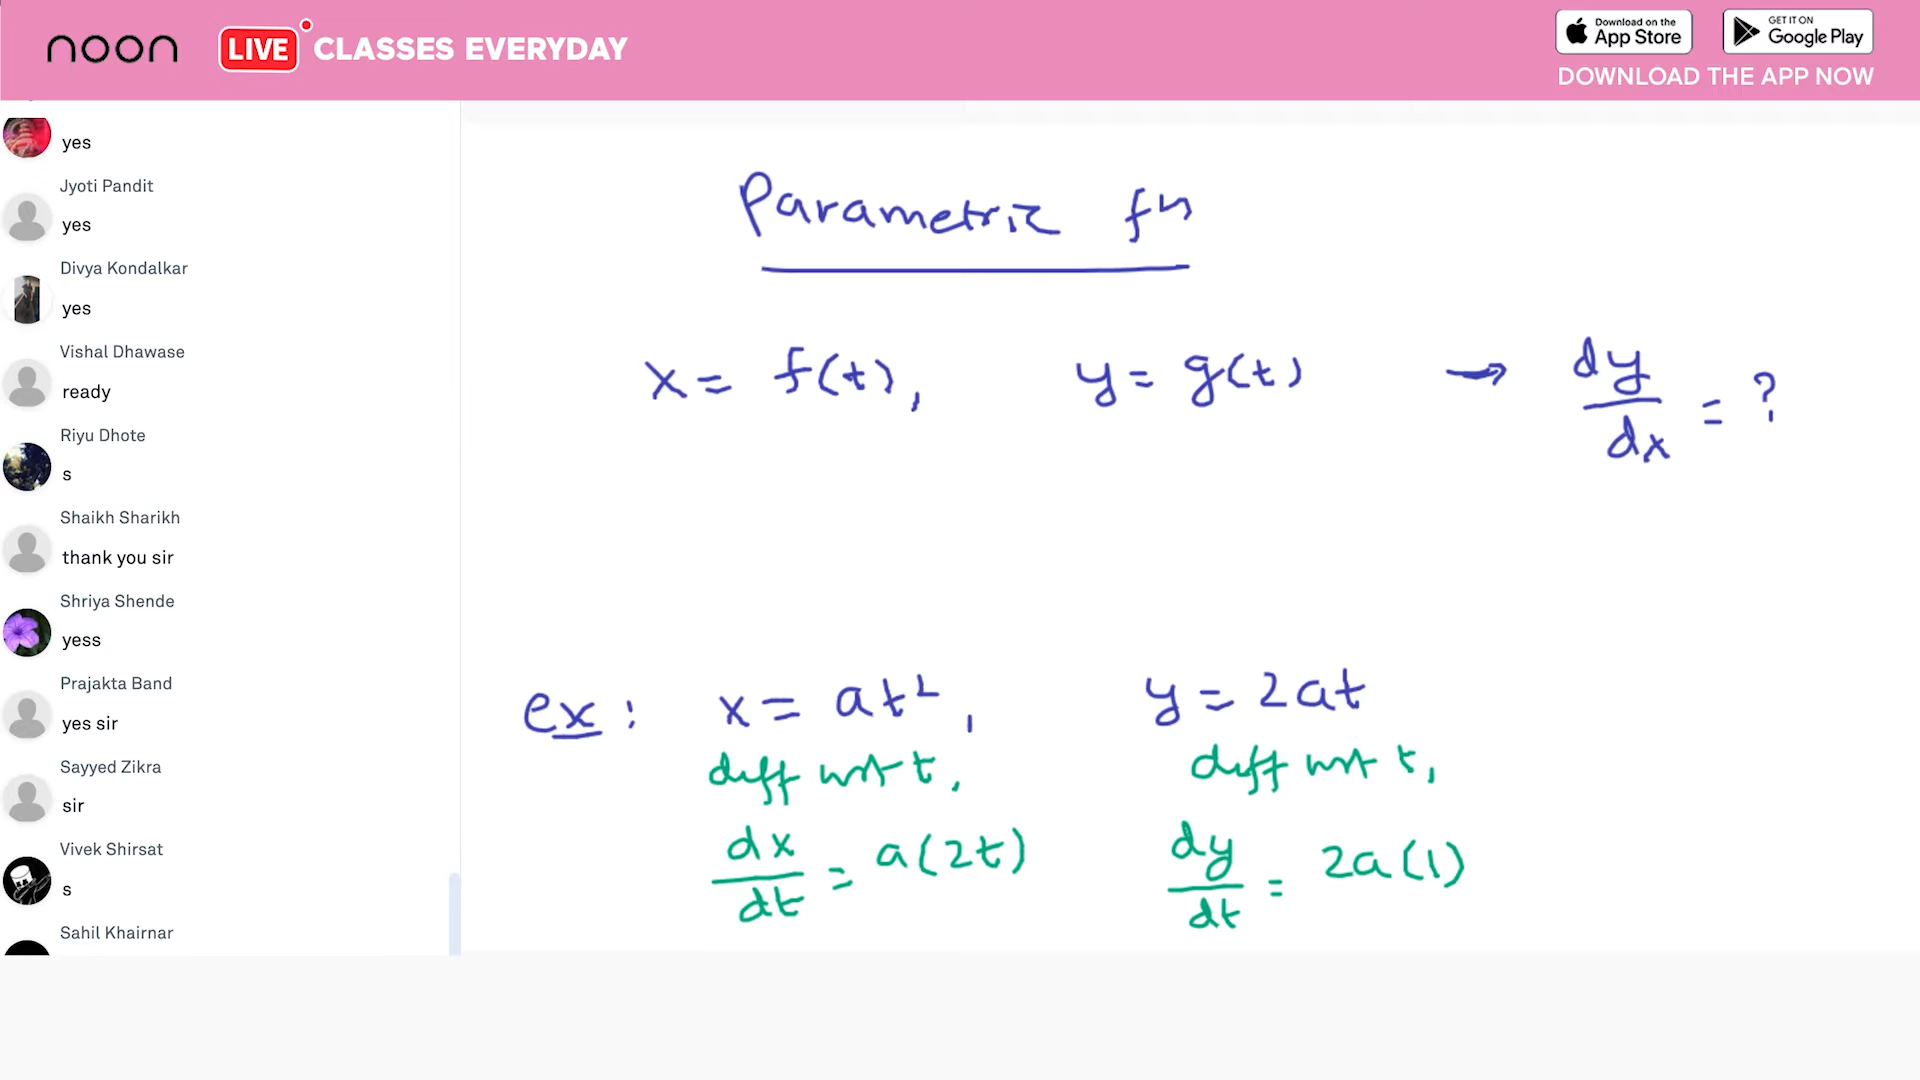 noon LIVE CLASSES EVERYDAY
Download on the App Store
GET IT ON Google Play
DOWNLOAD THE APP NOW
yes
Jyoti Pandit
yes
Divya Kondalkar
yes
Vishal Dhawase
ready
Riyu Dhote
s
Shaikh Sharikh
thank you sir
Shriya Shende
yess
Prajakta Band
yes sir
Sayyed Zikra
sir
Vivek Shirsat
s
Sahil Khairnar
Parametric fn
x = f(t), y = g(t) → dy/dx = ?
ex: x = at², y = 2at
diff wrt t, diff wrt t,
dx/dt = a(2t) dy/dt = 2a(1)